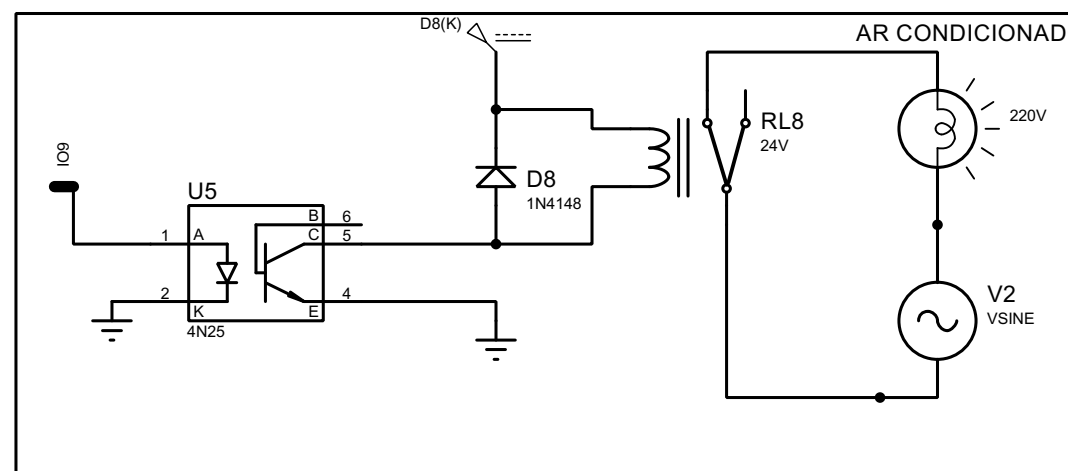 D8(K)
AR CONDICIONAD
220V
RL8
24V
IO9
U5
D8
1N4148
B
6
1
A
C
5
2
K
E
4
4N25
V2
VSINE